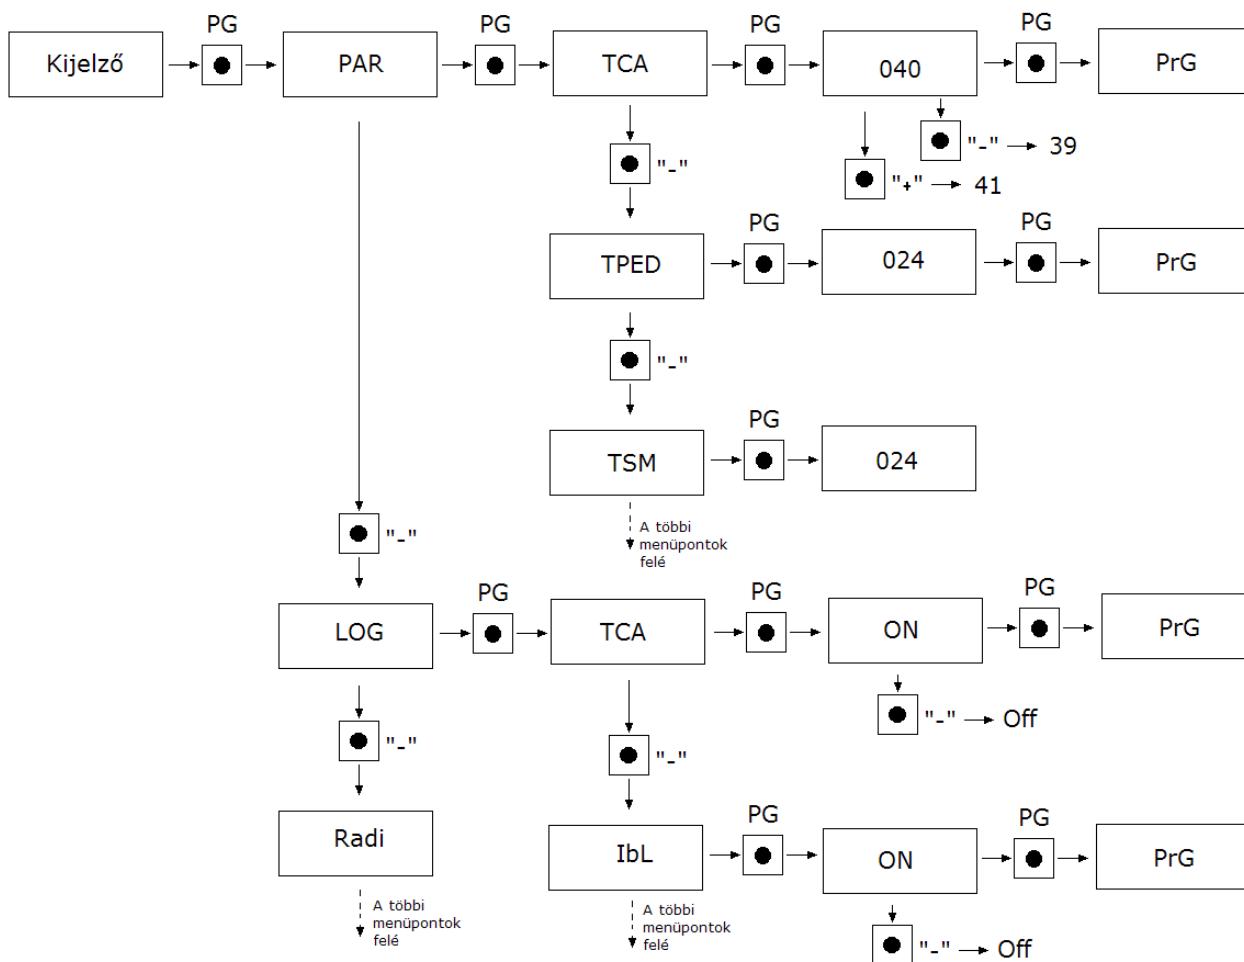 PG PG PG PG
Kijelző PAR TCA 040 PrG
"-" → 39
"-"
"+" → 41
PG PG
TPED 024 PrG
"-"
PG
TSM 024
"-"
A többi
menüpontok
felé
PG PG PG
LOG TCA ON PrG
"-" → Off
"-" "-"
PG PG
Radi IbL ON PrG
A többi
menüpontok
felé
A többi
menüpontok
felé
"-" → Off